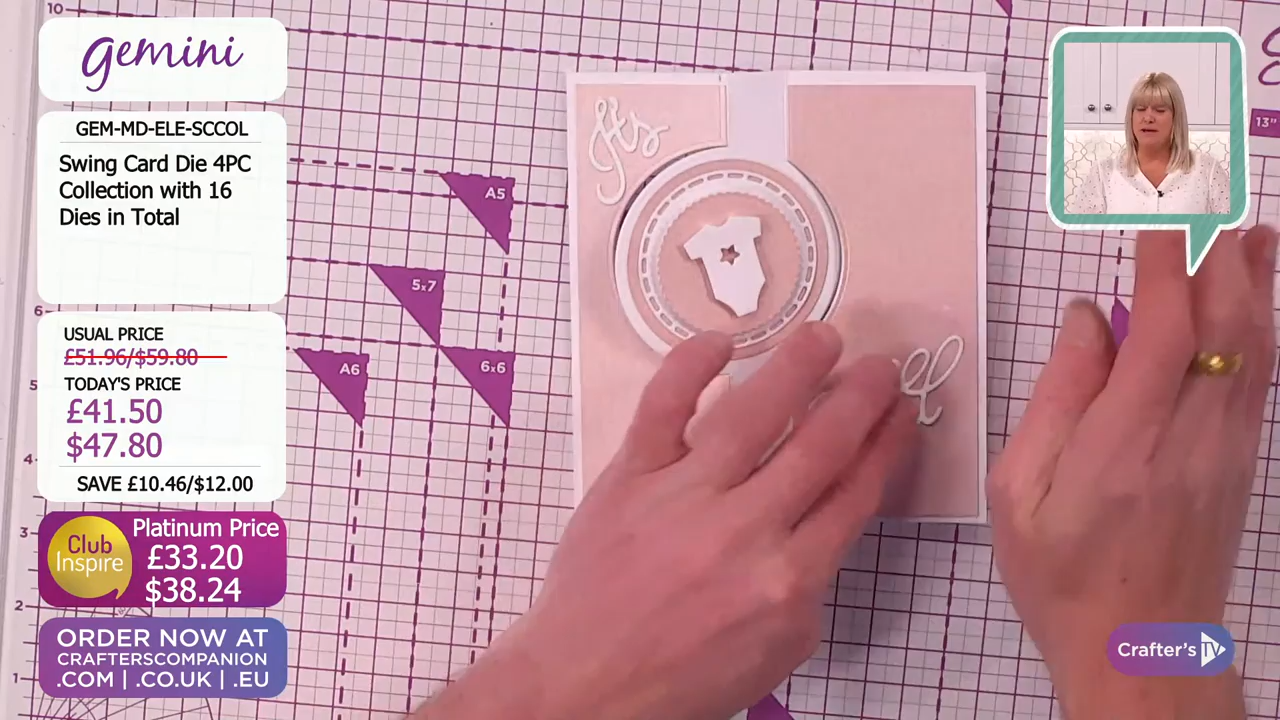 gemini
GEM-MD-ELE-SCCOL
Swing Card Die 4PC
Collection with 16
Dies in Total
USUAL PRICE
£51.96/$59.80
TODAY'S PRICE
£41.50
$47.80
SAVE £10.46/$12.00
Club
Inspire
Platinum Price
£33.20
$38.24
ORDER NOW AT
CRAFTERSCOMPANION
.COM | .CO.UK | .EU
10
6
5
4
3
2
1
A5
5x7
A6
6x6
Its
13"
Crafter's TV